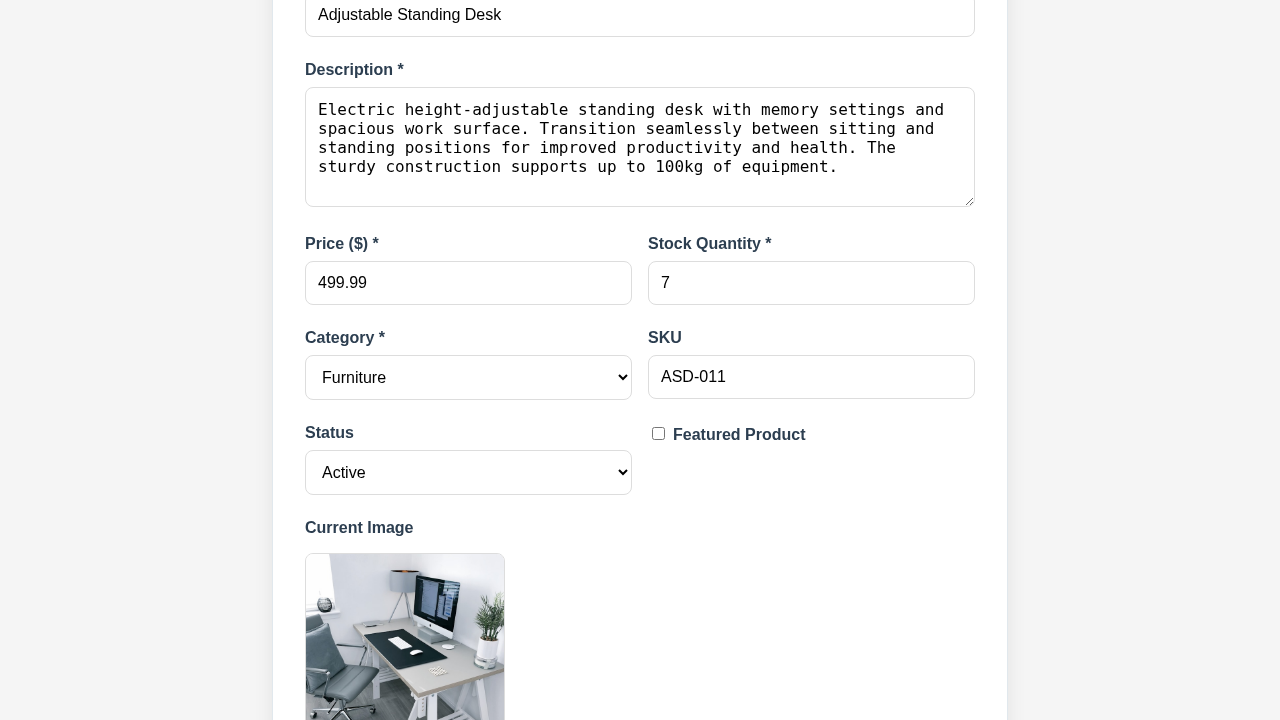 Adjustable Standing Desk
Description *
Electric height-adjustable standing desk with memory settings and
spacious work surface. Transition seamlessly between sitting and
standing positions for improved productivity and health. The
sturdy construction supports up to 100kg of equipment.
Price ($) *
Stock Quantity *
499.99
7
Category *
SKU
Furniture
ASD-011
Status
Featured Product
Active
Current Image